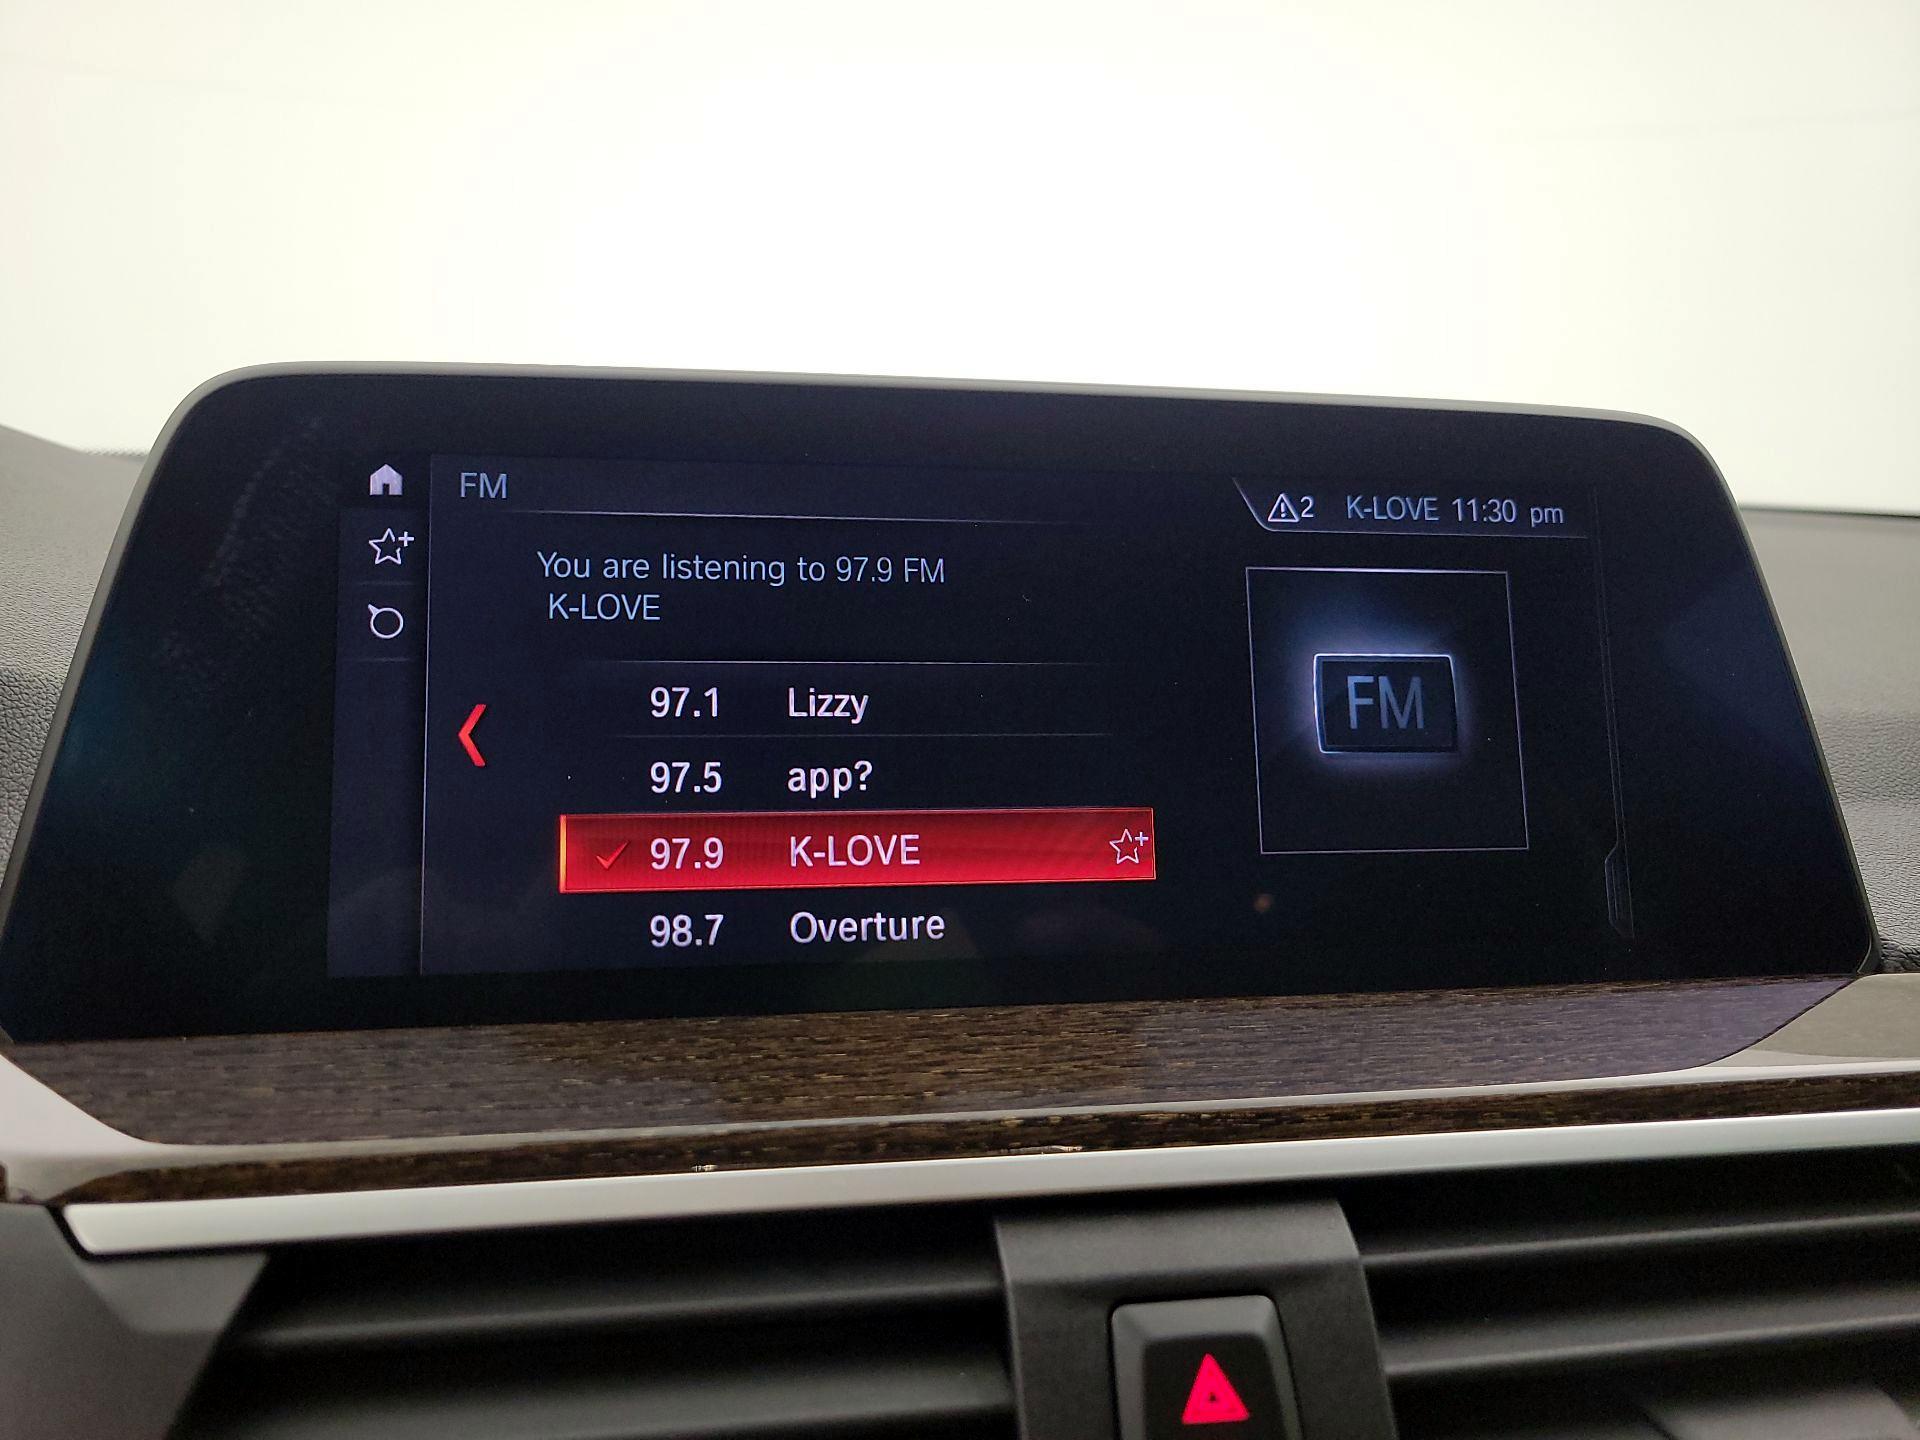 FM
2 K-LOVE 11:30 pm
You are listening to 97.9 FM
K-LOVE
97.1 Lizzy
97.5 app?
97.9 K-LOVE
98.7 Overture
FM